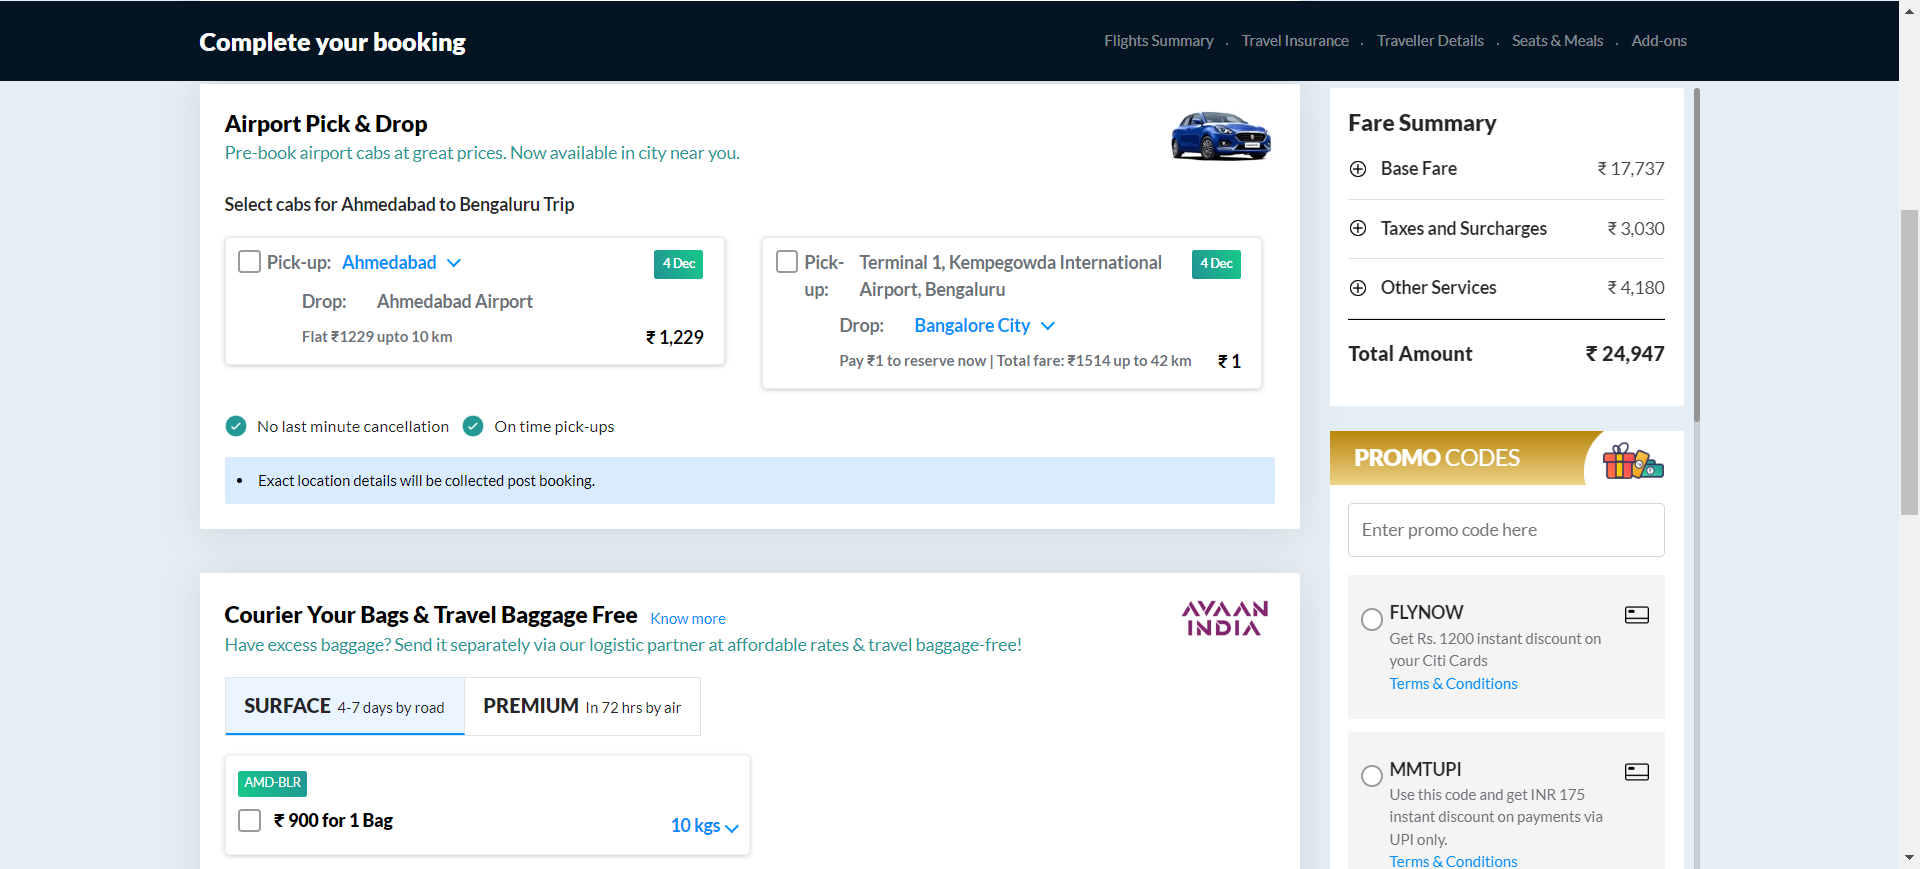 Complete your booking
Flights Summary . Travel Insurance . Traveller Details . Seats & Meals . Add-ons
Airport Pick & Drop
Pre-book airport cabs at great prices. Now available in city near you.
Select cabs for Ahmedabad to Bengaluru Trip
Pick-up: Ahmedabad
4 Dec
Drop: Ahmedabad Airport
Flat ₹1229 upto 10 km
₹ 1,229
Pick-up: Terminal 1, Kempegowda International
Airport, Bengaluru
4 Dec
Drop: Bangalore City
Pay ₹1 to reserve now | Total fare: ₹1514 up to 42 km
₹ 1
No last minute cancellation
On time pick-ups
• Exact location details will be collected post booking.
Courier Your Bags & Travel Baggage Free Know more
Have excess baggage? Send it separately via our logistic partner at affordable rates & travel baggage-free!
AVAAN
INDIA
SURFACE 4-7 days by road
PREMIUM In 72 hrs by air
AMD-BLR
₹ 900 for 1 Bag
10 kgs
Fare Summary
Base Fare ₹ 17,737
Taxes and Surcharges ₹ 3,030
Other Services ₹ 4,180
Total Amount ₹ 24,947
PROMO CODES
Enter promo code here
FLYNOW
Get Rs. 1200 instant discount on
your Citi Cards
Terms & Conditions
MMTUPI
Use this code and get INR 175
instant discount on payments via
UPI only.
Terms & Conditions